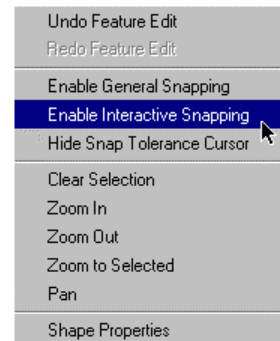 Undo Feature Edit
Redo Feature Edit
Enable General Snapping
Enable Interactive Snapping
Hide Snap Tolerance Cursor
Clear Selection
Zoom In
Zoom Out
Zoom to Selected
Pan
Shape Properties